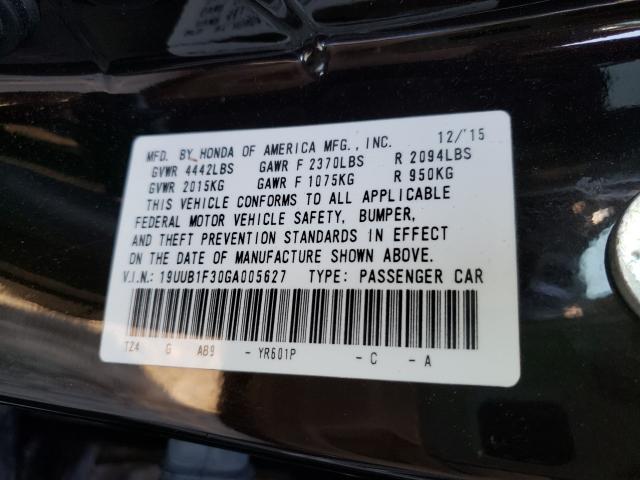 MFD. BY HONDA OF AMERICA MFG., INC. 12/'15
GVWR 4442LBS GAWR F 2370LBS R 2094LBS
GVWR 2015KG GAWR F 1075KG R 950KG
THIS VEHICLE CONFORMS TO ALL APPLICABLE
FEDERAL MOTOR VEHICLE SAFETY, BUMPER,
AND THEFT PREVENTION STANDARDS IN EFFECT
ON THE DATE OF MANUFACTURE SHOWN ABOVE.
V.I.N.: 19UUB1F30GA005627 TYPE: PASSENGER CAR
TZ4 G AB9 - YR601P - C - A